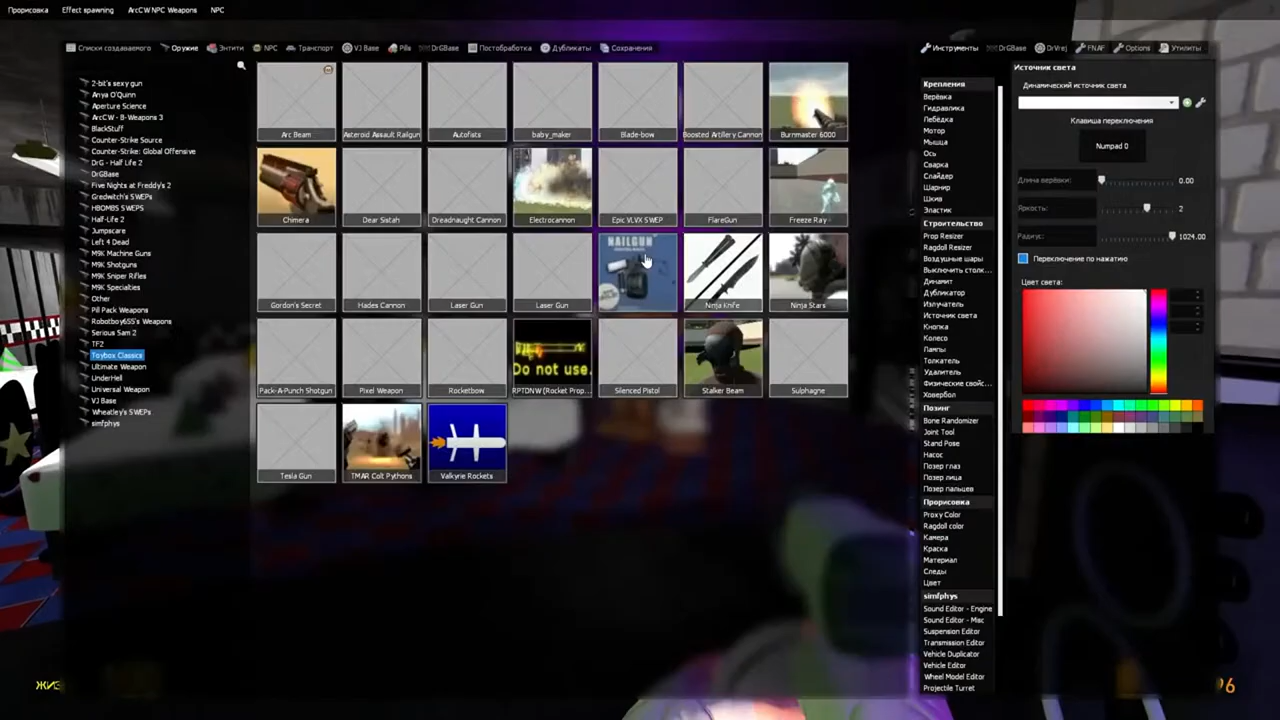 Прорисовка Effect spawning ArcCW NPC Weapons NPC
Списки создаваемого Оружие Энтити NPC Транспорт VJ Base Pills DrGBase Постобработка Дубликаты Сохранения
2-bit's sexy gun
Anya O'Quinn
Aperture Science
ArcCW - B-Weapons 3
BlackStuff
Counter-Strike Source
Counter-Strike: Global Offensive
DrG - Half Life 2
DrGBase
Five Nights at Freddy's 2
Gredwitch's SWEPs
HBOMBS SWEPS
Half-Life 2
Jumpscare
Left 4 Dead
M9K Machine Guns
M9K Shotguns
M9K Sniper Rifles
M9K Specialties
Other
Pill Pack Weapons
Robotboy655's Weapons
Serious Sam 2
TF2
Toybox Classics
Ultimate Weapon
UnderHell
Universal Weapon
VJ Base
Wheatley's SWEPs
simfphys
Arc Beam Asteroid Assault Railgun Autofists baby_maker Blade-bow Boosted Artillery Cannon Burnmaster 6000
Chimera Dear Sistah Dreadnaught Cannon Electrocannon Epic VLVX SWEP FlareGun Freeze Ray
Gordon's Secret Hades Cannon Laser Gun Laser Gun NAILGUN Ninja Knife Ninja Stars
Do not use.
Pack-A-Punch Shotgun Pixel Weapon Rocketbow RPTDNW (Rocket Prop... Silenced Pistol Stalker Beam Sulphagne
Tesla Gun TMAR Colt Pythons Valkyrie Rockets
Инструменты DrGBase DrVrej FNAF Options Утилиты
Крепления
Верёвка
Гидравлика
Лебёдка
Мотор
Мышца
Ось
Сварка
Слайдер
Шарнир
Шкив
Эластик
Строительство
Prop Resizer
Ragdoll Resizer
Воздушные шары
Выключить столк...
Динамит
Дубликатор
Излучатель
Источник света
Кнопка
Колесо
Лампы
Толкатель
Удалитель
Физические свойс...
Ховербол
Позинг
Bone Randomizer
Joint Tool
Stand Pose
Насос
Позер глаз
Позер лица
Позер пальцев
Прорисовка
Proxy Color
Ragdoll color
Камера
Краска
Материал
Следы
Цвет
simfphys
Sound Editor - Engine
Sound Editor - Misc
Suspension Editor
Transmission Editor
Vehicle Duplicator
Vehicle Editor
Wheel Model Editor
Projectile Turret
Источник света
Динамический источник света
Клавиша переключения
Numpad 0
Длина верёвки: 0.00
Яркость: 2
Радиус: 1024.00
Переключение по нажатию
Цвет света: